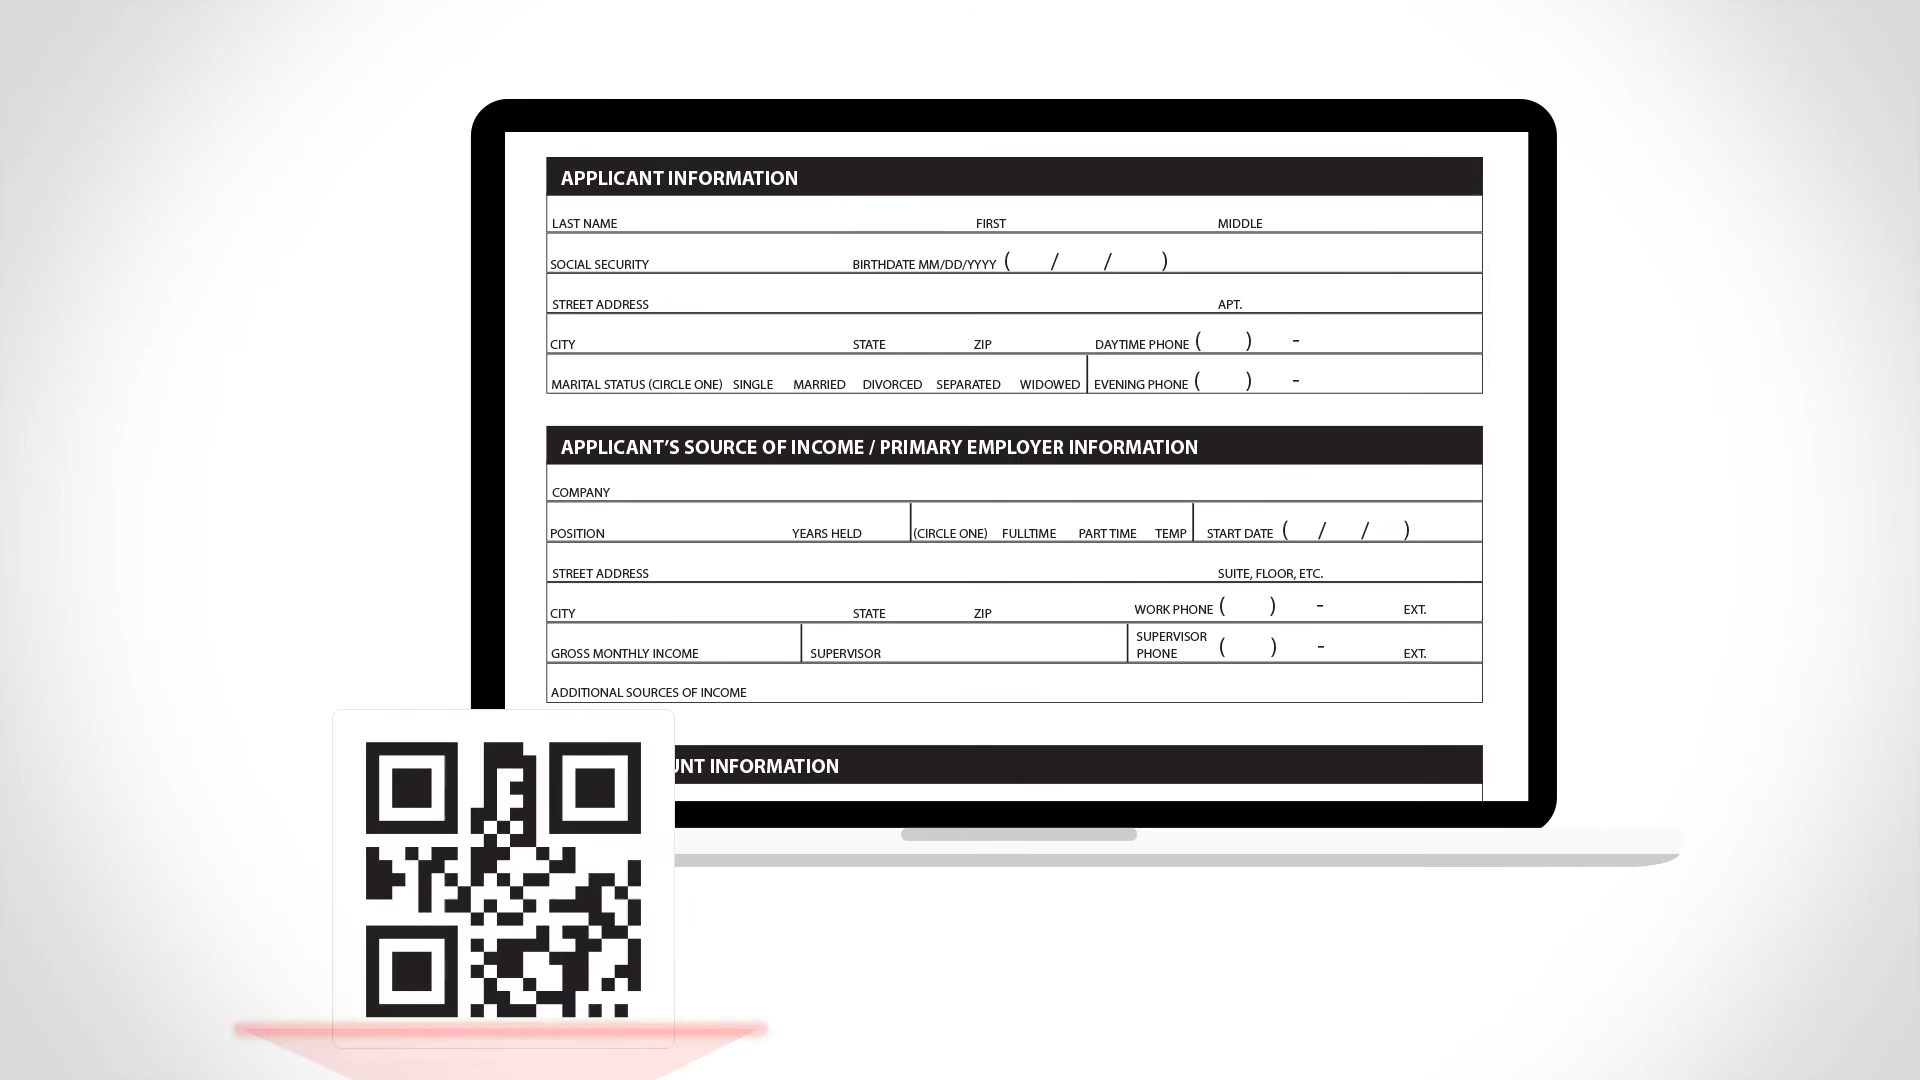 APPLICANT INFORMATION
LAST NAME FIRST MIDDLE
SOCIAL SECURITY BIRTHDATE MM/DD/YYYY ( / / )
STREET ADDRESS APT.
CITY STATE ZIP DAYTIME PHONE ( ) -
MARITAL STATUS (CIRCLE ONE) SINGLE MARRIED DIVORCED SEPARATED WIDOWED EVENING PHONE ( ) -
APPLICANT’S SOURCE OF INCOME / PRIMARY EMPLOYER INFORMATION
COMPANY
POSITION YEARS HELD (CIRCLE ONE) FULLTIME PART TIME TEMP START DATE ( / / )
STREET ADDRESS SUITE, FLOOR, ETC.
CITY STATE ZIP WORK PHONE ( ) - EXT.
GROSS MONTHLY INCOME SUPERVISOR SUPERVISOR PHONE ( ) - EXT.
ADDITIONAL SOURCES OF INCOME
INFORMATION